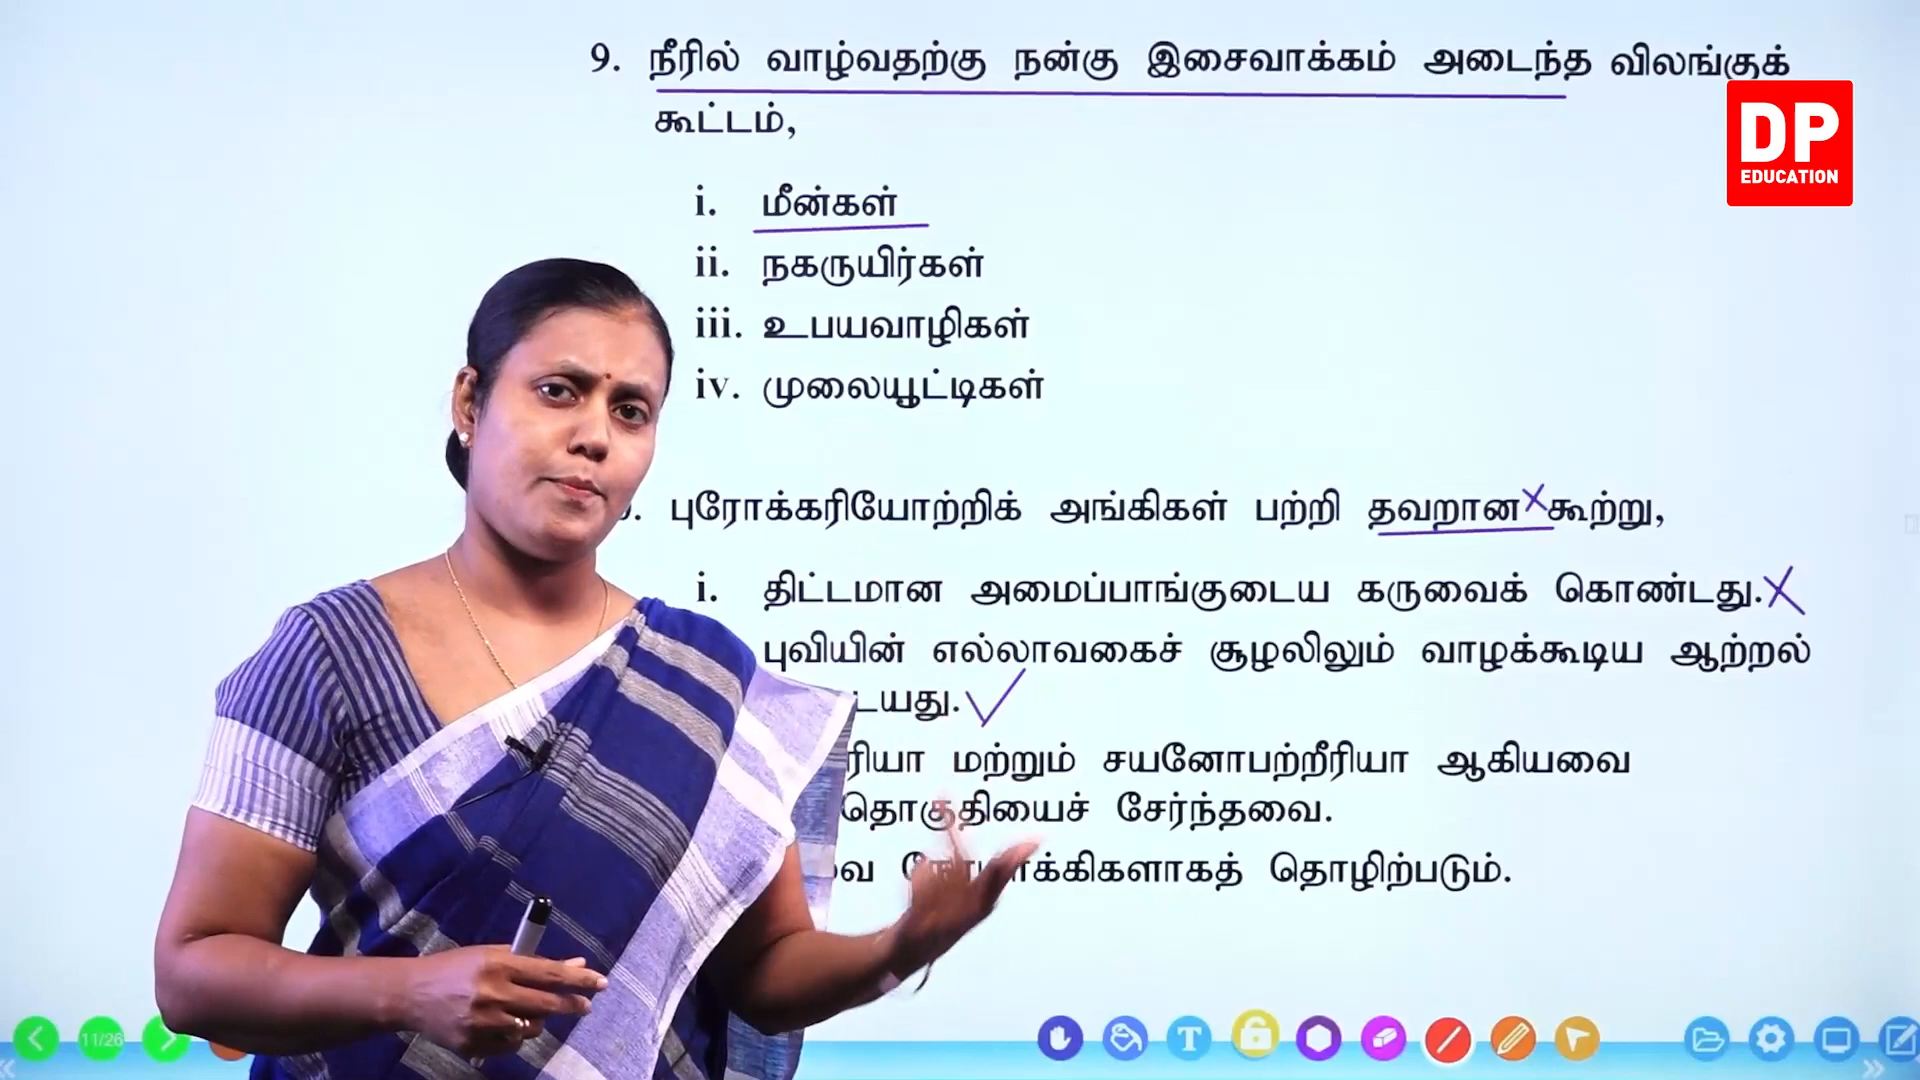 9. நீரில் வாழ்வதற்கு நன்கு இசைவாக்கம் அடைந்த விலங்குக்
கூட்டம்,
DP
EDUCATION
i. மீன்கள்
ii. நகருயிர்கள்
iii. உபயவாழிகள்
iv. முலையூட்டிகள்
புரோக்கரியோற்றிக் அங்கிகள் பற்றி தவறான கூற்று,
i. திட்டமான அமைப்பாங்குடைய கருவைக் கொண்டது.
புவியின் எல்லாவகைச் சூழலிலும் வாழக்கூடிய ஆற்றல்
டயது.
ரியா மற்றும் சயனோபற்றீரியா ஆகியவை
தொகுதியைச் சேர்ந்தவை.
தொழிற்படும்.
11/26